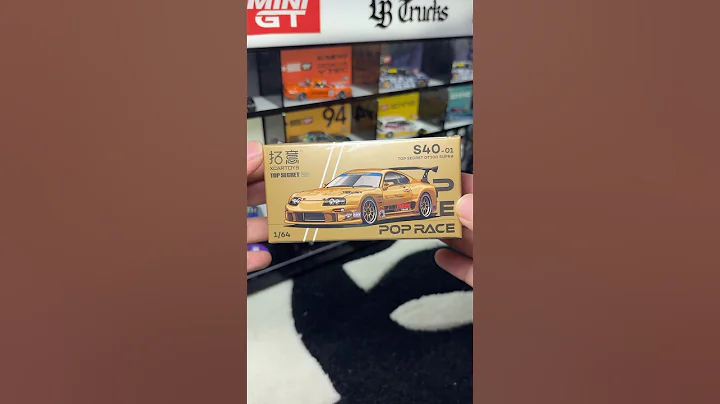 MINI
GT
LB Trucks
94
拓意
XCARTOYS
TOP SECRET
S40-01
TOP SECRET GT300 SUPRA
1/64
POP RACE